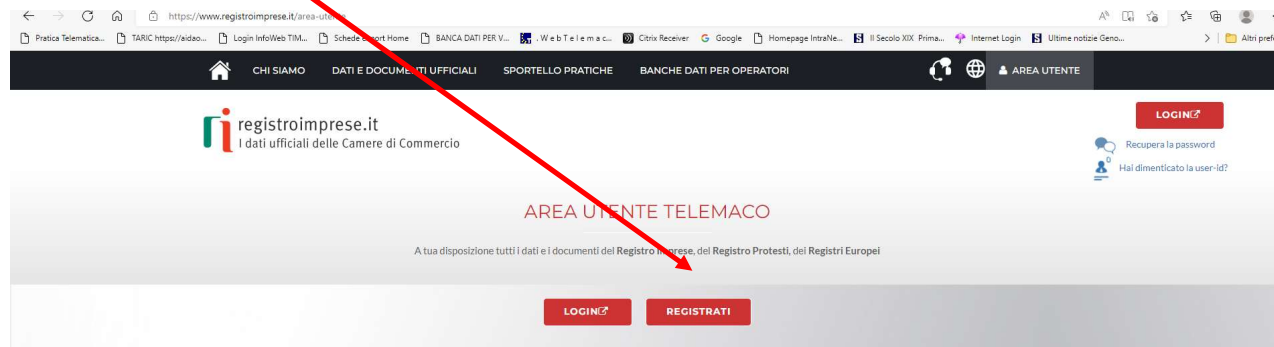 https://www.registroimprese.it/area-utente
Pratica Telematica... TARIC https://aidao... Login InfoWeb TIM... Schede export Home BANCA DATI PER V... . W e b T e l e m a c... Citrix Receiver Google Homepage IntraNe... Il Secolo XIX Prima... Internet Login Ultime notizie Geno... Altri pref
CHI SIAMO DATI E DOCUMENTI UFFICIALI SPORTELLO PRATICHE BANCHE DATI PER OPERATORI AREA UTENTE
LOGIN
registroimprese.it
I dati ufficiali delle Camere di Commercio
Recupera la password
Hai dimenticato la user-id?
AREA UTENTE TELEMACO
A tua disposizione tutti i dati e i documenti del Registro Imprese, del Registro Protesti, dei Registri Europei
LOGIN REGISTRATI